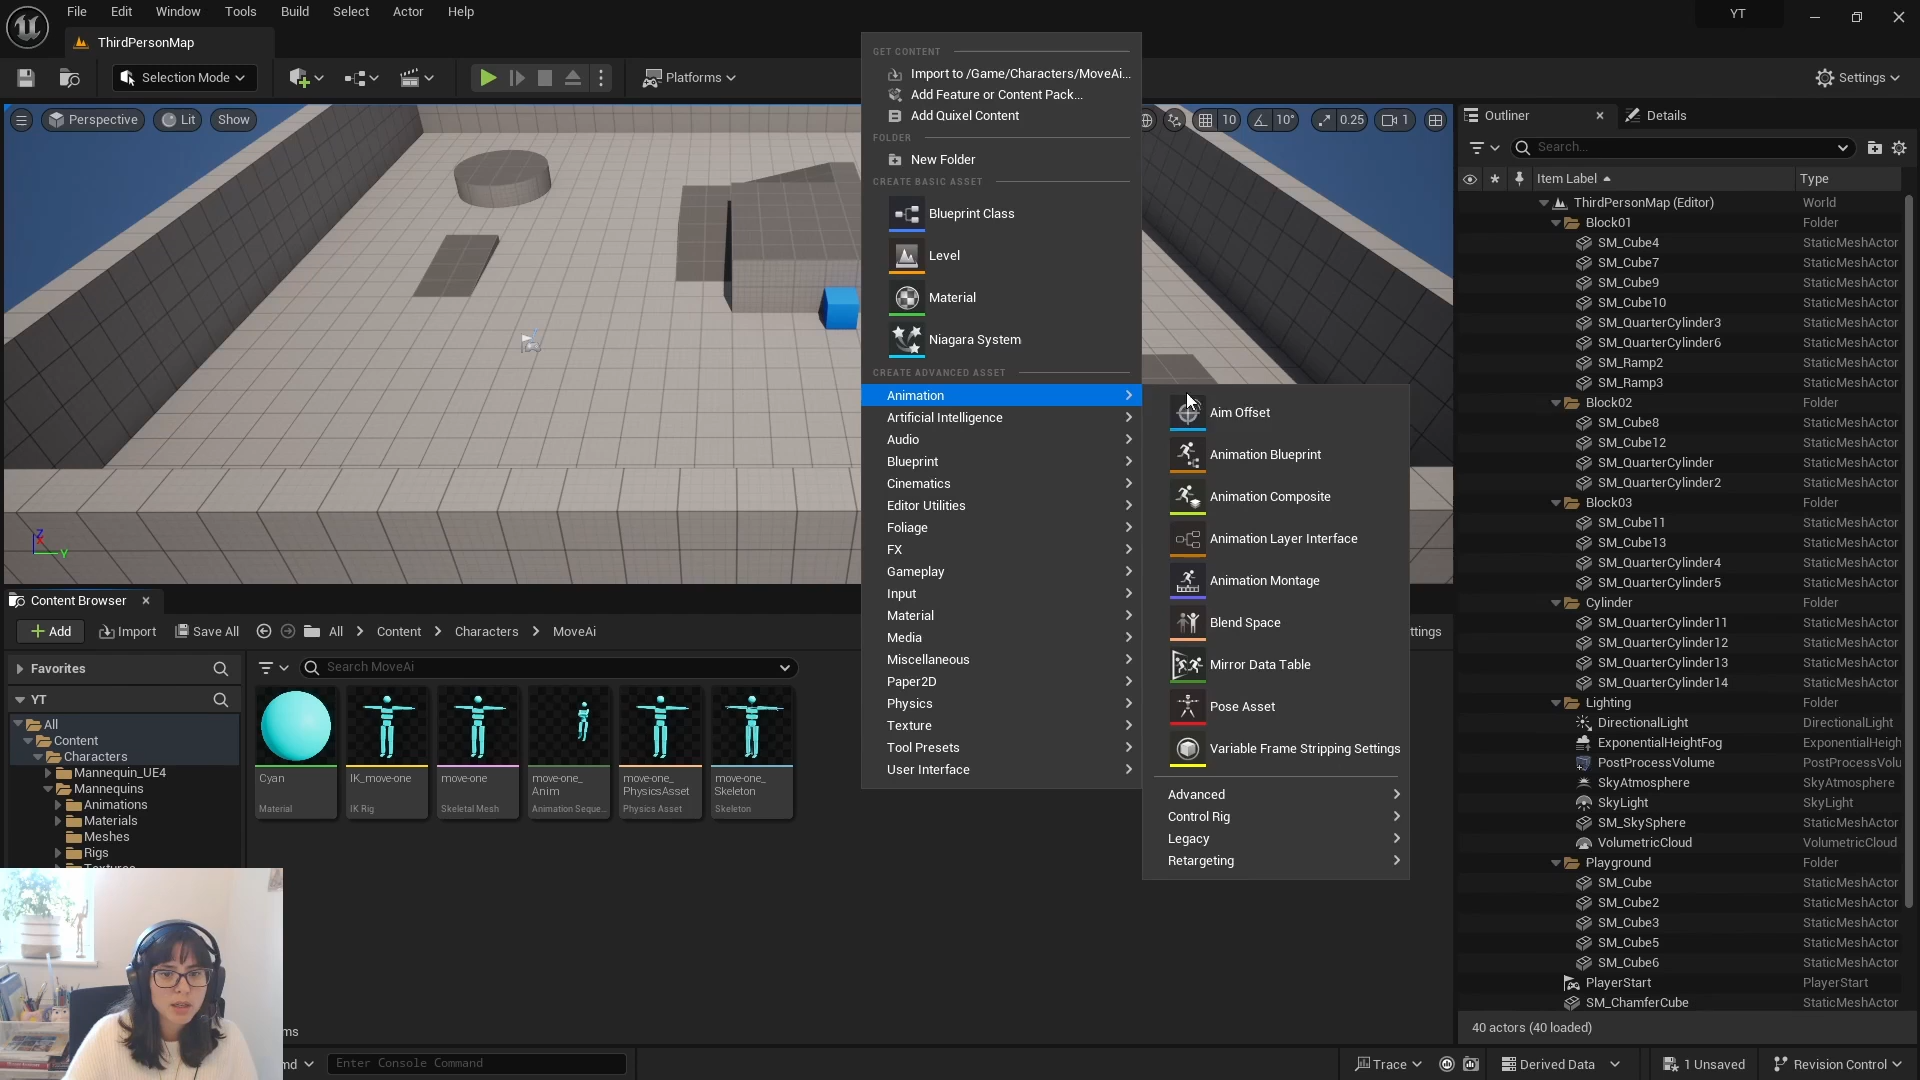 File Edit View Window Tools Build Select Actor Help
YT
ThirdPersonMap
Selection Mode
Platforms
Settings
Perspective
Lit
Show
10
10°
0.25
1
GET CONTENT
Import to /Game/Characters/MoveAi...
Add Feature or Content Pack...
Add Quixel Content
FOLDER
New Folder
CREATE BASIC ASSET
Blueprint Class
Level
Material
Niagara System
CREATE ADVANCED ASSET
Animation
Artificial Intelligence
Audio
Blueprint
Cinematics
Editor Utilities
Foliage
FX
Gameplay
Input
Material
Media
Miscellaneous
Paper2D
Physics
Texture
Tool Presets
User Interface
Aim Offset
Animation Blueprint
Animation Composite
Animation Layer Interface
Animation Montage
Blend Space
Mirror Data Table
Pose Asset
Variable Frame Stripping Settings
Advanced
Control Rig
Legacy
Retargeting
Outliner
Details
Search...
Item Label Type
ThirdPersonMap (Editor) World
Block01 Folder
SM_Cube4 StaticMeshActor
SM_Cube7 StaticMeshActor
SM_Cube9 StaticMeshActor
SM_Cube10 StaticMeshActor
SM_QuarterCylinder3 StaticMeshActor
SM_QuarterCylinder6 StaticMeshActor
SM_Ramp2 StaticMeshActor
SM_Ramp3 StaticMeshActor
Block02 Folder
SM_Cube8 StaticMeshActor
SM_Cube12 StaticMeshActor
SM_QuarterCylinder StaticMeshActor
SM_QuarterCylinder2 StaticMeshActor
Block03 Folder
SM_Cube11 StaticMeshActor
SM_Cube13 StaticMeshActor
SM_QuarterCylinder4 StaticMeshActor
SM_QuarterCylinder5 StaticMeshActor
Cylinder Folder
SM_QuarterCylinder11 StaticMeshActor
SM_QuarterCylinder12 StaticMeshActor
SM_QuarterCylinder13 StaticMeshActor
SM_QuarterCylinder14 StaticMeshActor
Lighting Folder
DirectionalLight DirectionalLight
ExponentialHeightFog ExponentialHeigh
PostProcessVolume PostProcessVolu
SkyAtmosphere SkyAtmosphere
SkyLight SkyLight
SM_SkySphere StaticMeshActor
VolumetricCloud VolumetricCloud
Playground Folder
SM_Cube StaticMeshActor
SM_Cube2 StaticMeshActor
SM_Cube3 StaticMeshActor
SM_Cube5 StaticMeshActor
SM_Cube6 StaticMeshActor
PlayerStart PlayerStart
SM_ChamferCube StaticMeshActor
40 actors (40 loaded)
Z
X
Y
Content Browser
Add Import Save All All Content Characters MoveAi
ttings
Favorites
Search MoveAi
YT
All
Content
Characters
Mannequin_UE4
Mannequins
Animations
Materials
Meshes
Rigs
Textures
Cyan
Material
IK_move-one
IK Rig
move-one
Skeletal Mesh
move-one_
Anim
Animation Seque...
move-one_
PhysicsAsset
Physics Asset
move-one_
Skeleton
Skeleton
ms
md
Enter Console Command
Trace
Derived Data
1 Unsaved
Revision Control